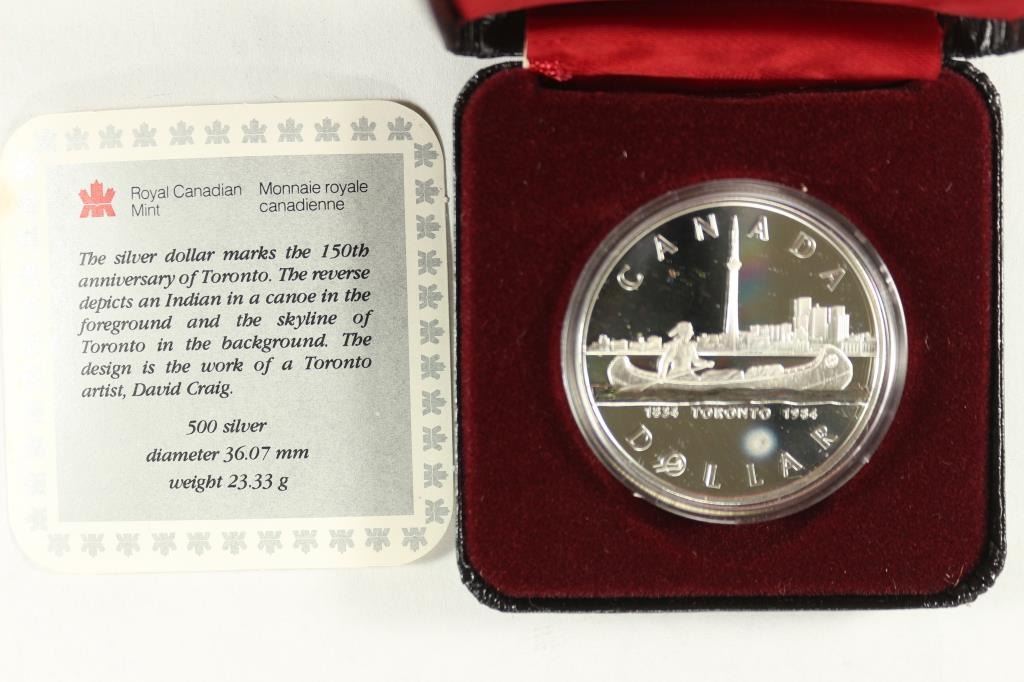 Royal Canadian Mint
Monnaie royale canadienne
The silver dollar marks the 150th
anniversary of Toronto. The reverse
depicts an Indian in a canoe in the
foreground and the skyline of
Toronto in the background. The
design is the work of a Toronto
artist, David Craig.
500 silver
diameter 36.07 mm
weight 23.33 g
CANADA
1834 TORONTO 1984
DOLLAR